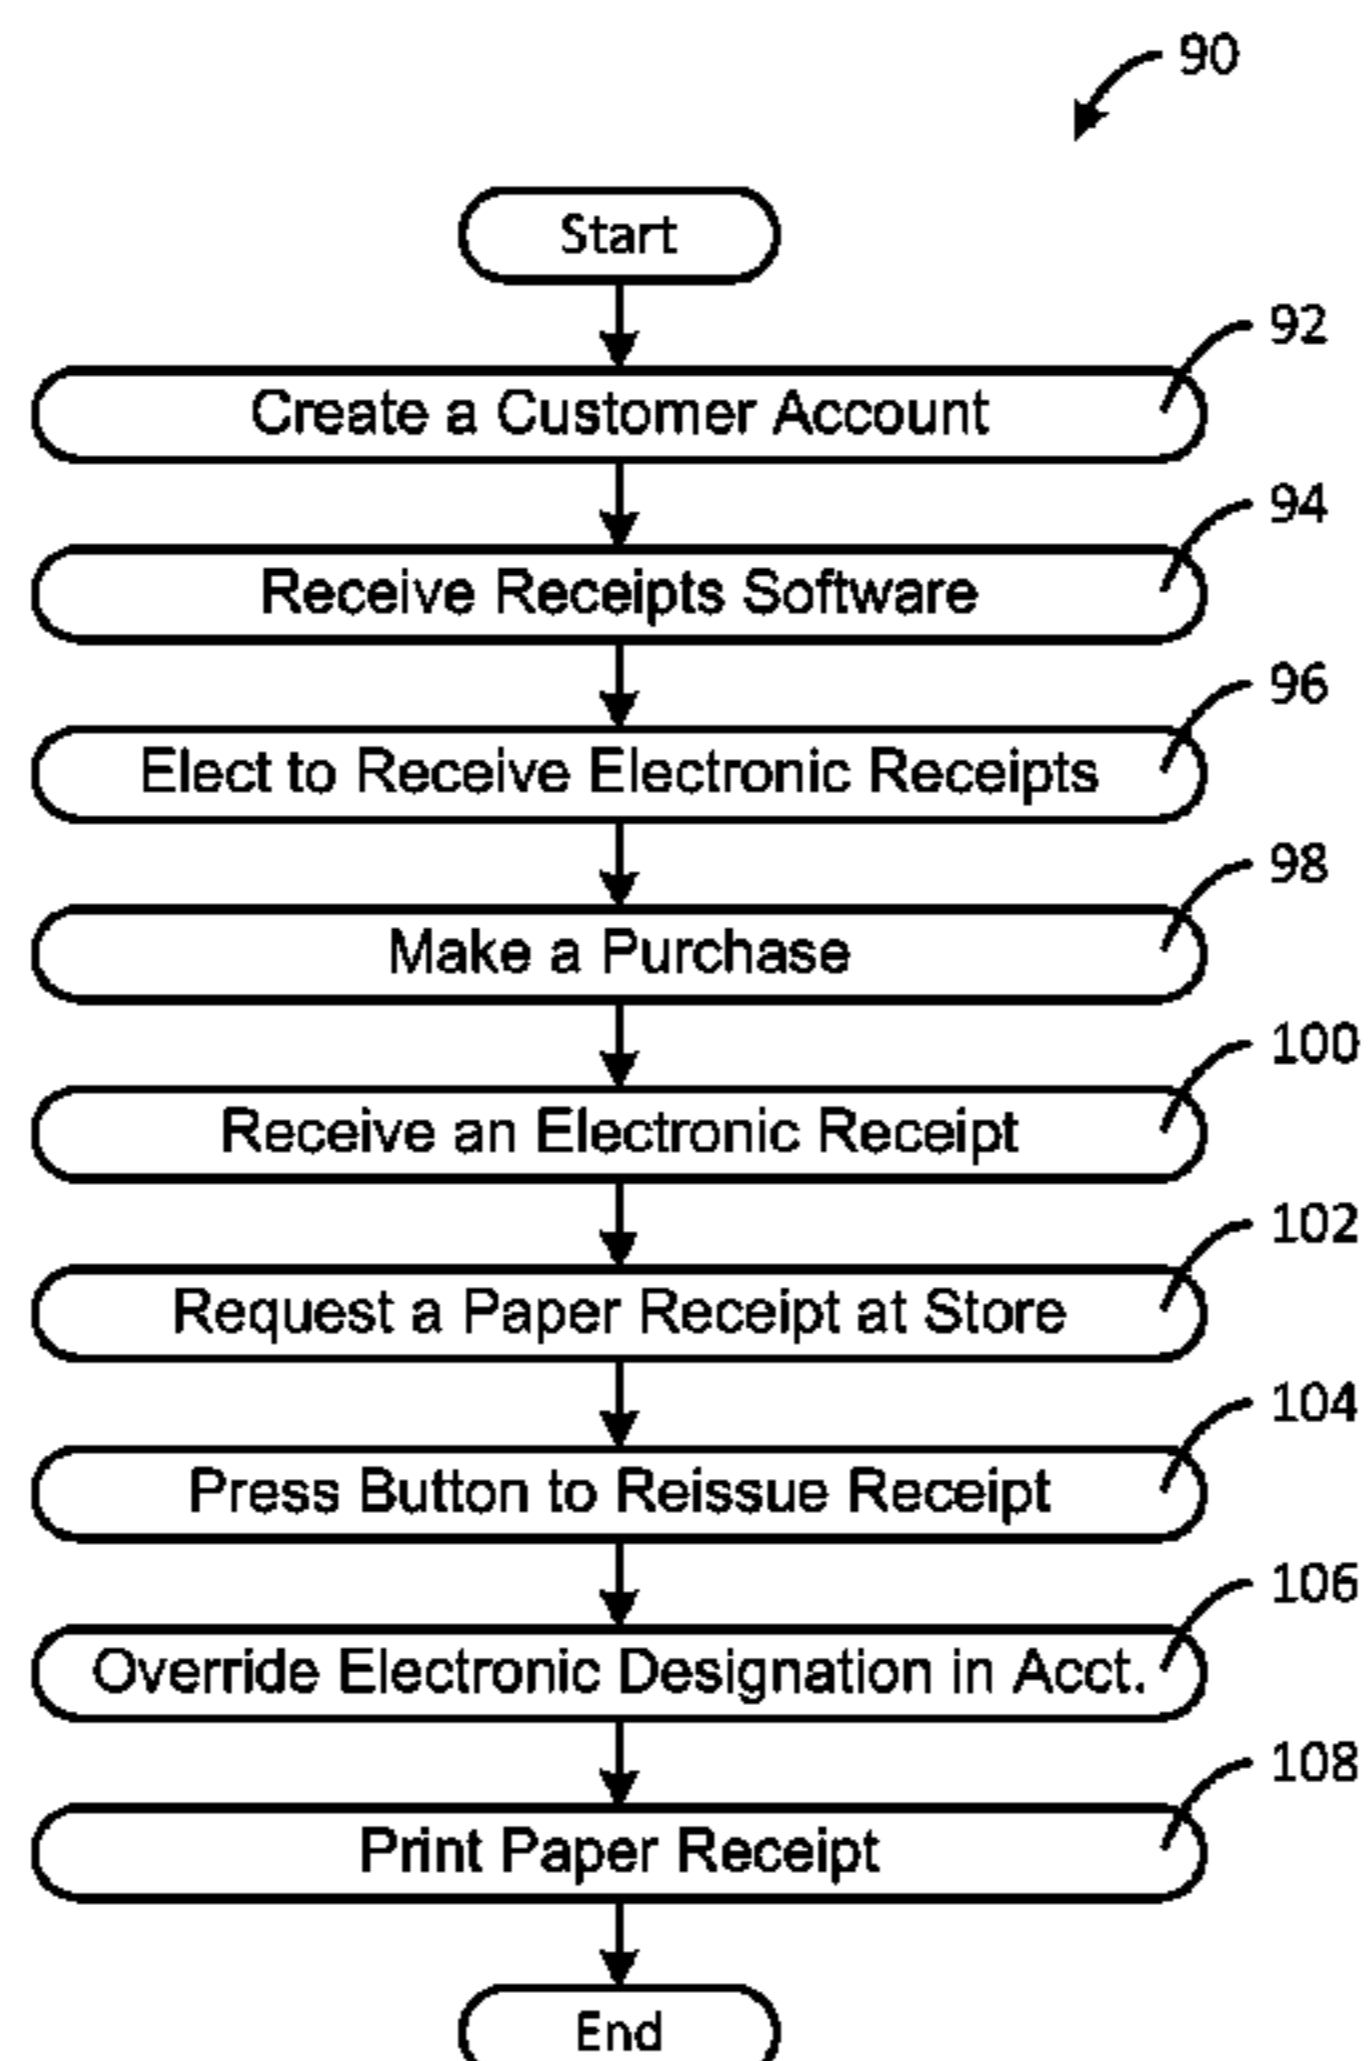 90
Start
92
Create a Customer Account
94
Receive Receipts Software
96
Elect to Receive Electronic Receipts
98
Make a Purchase
100
Receive an Electronic Receipt
102
Request a Paper Receipt at Store
104
Press Button to Reissue Receipt
106
Override Electronic Designation in Acct.
108
Print Paper Receipt
End